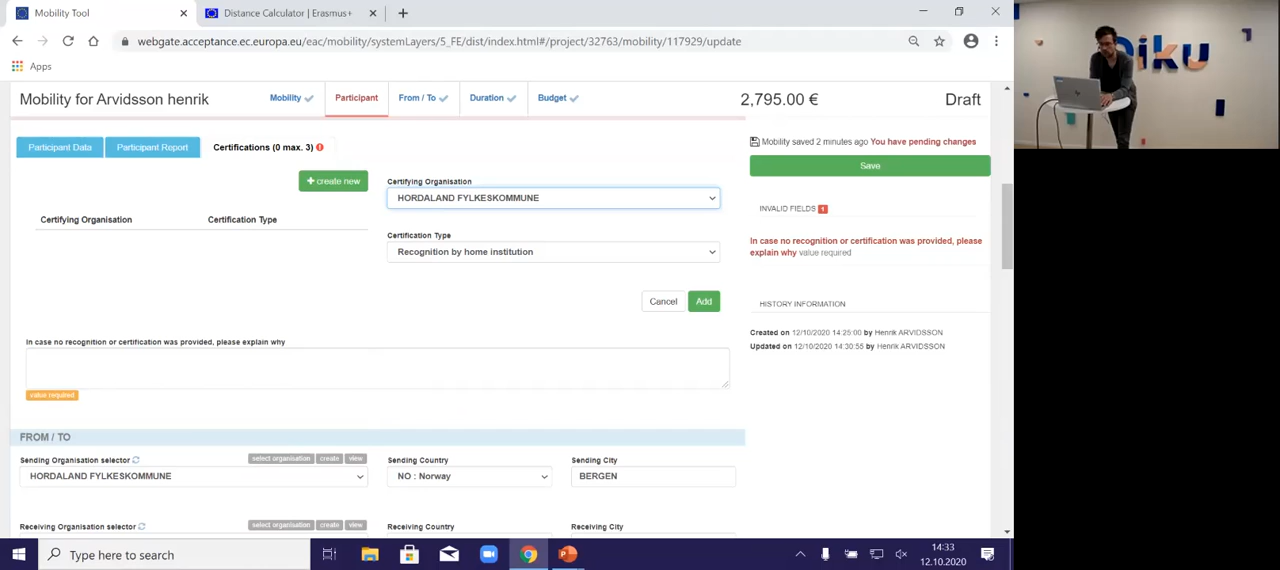 Mobility Tool
Distance Calculator | Erasmus+
webgate.acceptance.ec.europa.eu/eac/mobility/systemLayers/5_FE/dist/index.html#/project/32763/mobility/117929/update
Apps
Mobility for Arvidsson henrik
Mobility
Participant
From / To
Duration
Budget
2,795.00 €
Draft
Participant Data
Participant Report
Certifications (0 max. 3)
Mobility saved 2 minutes ago You have pending changes
Save
+ create new
Certifying Organisation
HORDALAND FYLKESKOMMUNE
Certifying Organisation
Certification Type
INVALID FIELDS 1
Certification Type
Recognition by home institution
In case no recognition or certification was provided, please
explain why value required
Cancel
Add
HISTORY INFORMATION
Created on 12/10/2020 14:25:00 by Henrik ARVIDSSON
Updated on 12/10/2020 14:30:55 by Henrik ARVIDSSON
In case no recognition or certification was provided, please explain why
value required
FROM / TO
Sending Organisation selector
select organisation
create
view
Sending Country
Sending City
HORDALAND FYLKESKOMMUNE
NO : Norway
BERGEN
Receiving Organisation selector
select organisation
create
view
Receiving Country
Receiving City
Type here to search
14:33
12.10.2020
Diku